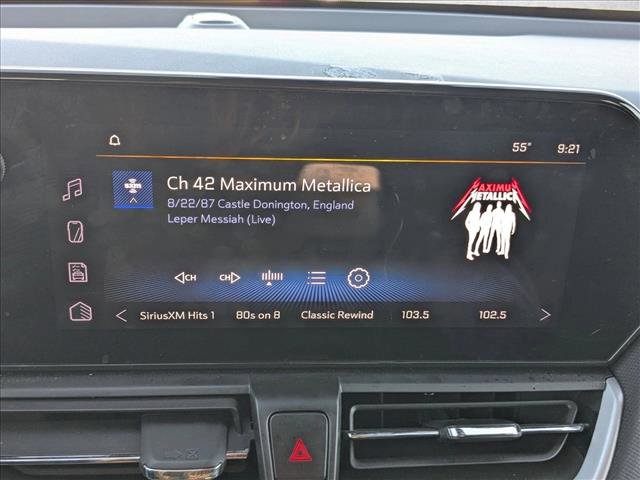 55° 9:21
sxm
Ch 42 Maximum Metallica
8/22/87 Castle Donington, England
Leper Messiah (Live)
MAXIMUM
METALLICA
CH CH
SiriusXM Hits 1 80s on 8 Classic Rewind 103.5 102.5